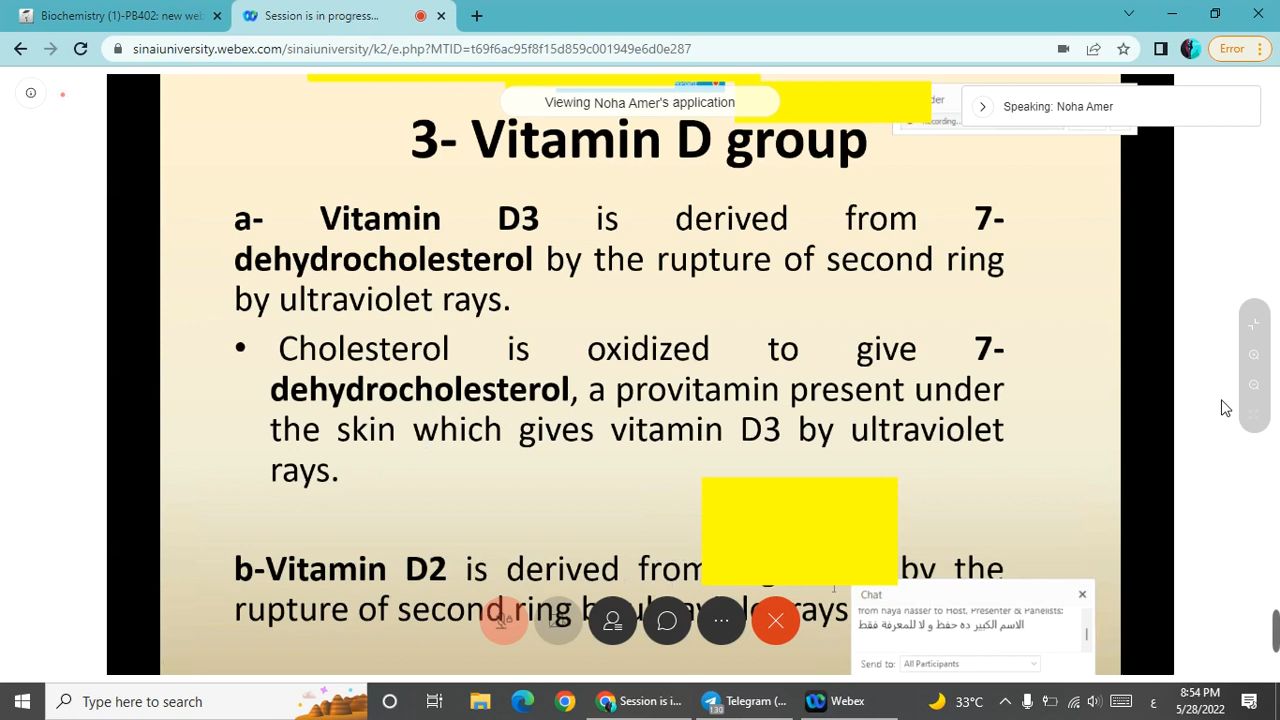 Biochemistry (1)-PB402: new web
Session is in progress...
sinaiuniversity.webex.com/sinaiuniversity/k2/e.php?MTID=t69f6ac95f8f15d859c001949e6d0e287
Error
Viewing Noha Amer's application
Speaking: Noha Amer
Recording...
3- Vitamin D group
a- Vitamin D3 is derived from 7-
dehydrocholesterol by the rupture of second ring
by ultraviolet rays.
• Cholesterol is oxidized to give 7-
dehydrocholesterol, a provitamin present under
the skin which gives vitamin D3 by ultraviolet
rays.
b-Vitamin D2 is derived from by the
rupture of second ring rays
Chat
from naya nasser to Host, Presenter & Panelists:
الاسم الكبير ده حفظ و لا للمعرفة فقط
Send to: All Participants
Type here to search
Session is i...
Telegram (...
130
Webex
33°C
ع
8:54 PM
5/28/2022